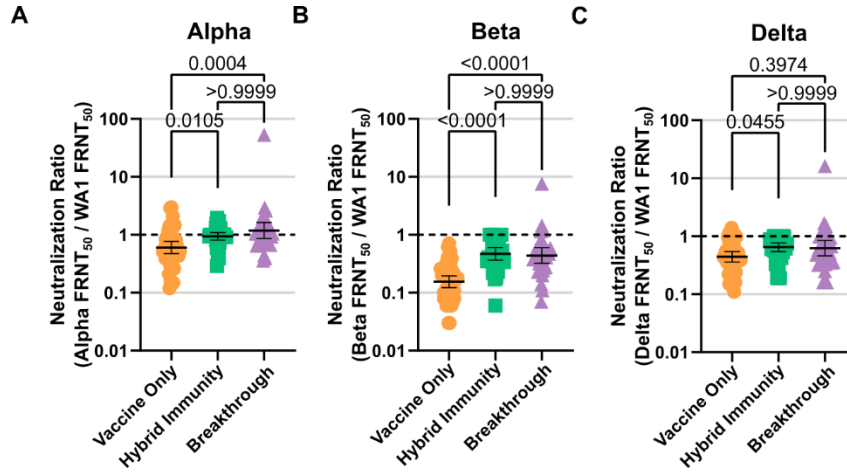 A
Alpha
0.0004
>0.9999
0.0105
100
10
1
0.1
0.01
Neutralization Ratio
(Alpha FRNT₅₀ / WA1 FRNT₅₀)
Vaccine Only
Hybrid Immunity
Breakthrough
B
Beta
<0.0001
>0.9999
<0.0001
100
10
1
0.1
0.01
Neutralization Ratio
(Beta FRNT₅₀ / WA1 FRNT₅₀)
Vaccine Only
Hybrid Immunity
Breakthrough
C
Delta
0.3974
>0.9999
0.0455
100
10
1
0.1
0.01
Neutralization Ratio
(Delta FRNT₅₀ / WA1 FRNT₅₀)
Vaccine Only
Hybrid Immunity
Breakthrough